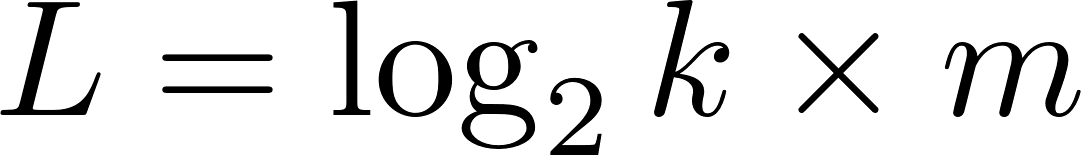 L = log₂ k × m